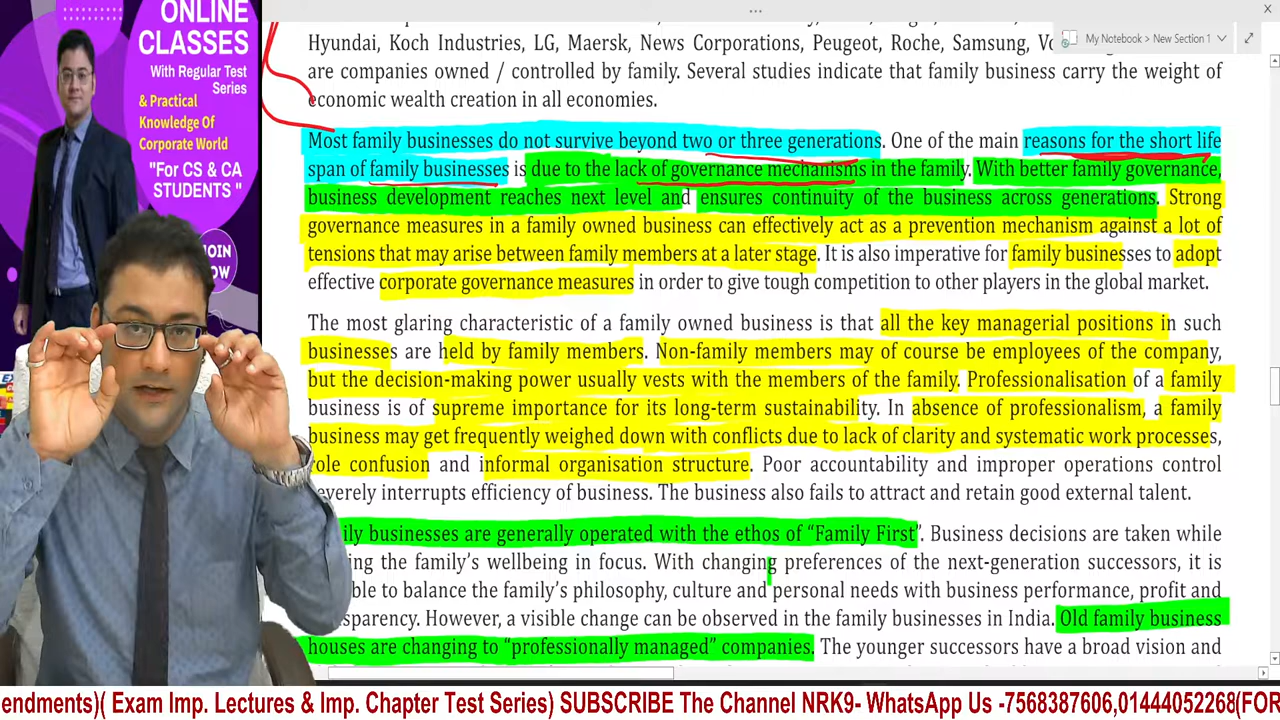 ONLINE
CLASSES
With Regular Test
Series
& Practical
Knowledge Of
Corporate World
"For CS & CA
STUDENTS "
JOIN
NOW
My Notebook > New Section 1
Hyundai, Koch Industries, LG, Maersk, News Corporations, Peugeot, Roche, Samsung,
are companies owned / controlled by family. Several studies indicate that family business carry the weight of
economic wealth creation in all economies.
Most family businesses do not survive beyond two or three generations. One of the main reasons for the short life
span of family businesses is due to the lack of governance mechanisms in the family. With better family governance,
business development reaches next level and ensures continuity of the business across generations. Strong
governance measures in a family owned business can effectively act as a prevention mechanism against a lot of
tensions that may arise between family members at a later stage. It is also imperative for family businesses to adopt
effective corporate governance measures in order to give tough competition to other players in the global market.
The most glaring characteristic of a family owned business is that all the key managerial positions in such
businesses are held by family members. Non-family members may of course be employees of the company,
but the decision-making power usually vests with the members of the family. Professionalisation of a family
business is of supreme importance for its long-term sustainability. In absence of professionalism, a family
business may get frequently weighed down with conflicts due to lack of clarity and systematic work processes,
role confusion and informal organisation structure. Poor accountability and improper operations control
severely interrupts efficiency of business. The business also fails to attract and retain good external talent.
ily businesses are generally operated with the ethos of “Family First”. Business decisions are taken while
ing the family’s wellbeing in focus. With changing preferences of the next-generation successors, it is
ble to balance the family’s philosophy, culture and personal needs with business performance, profit and
sparency. However, a visible change can be observed in the family businesses in India. Old family business
houses are changing to “professionally managed” companies. The younger successors have a broad vision and
endments)( Exam Imp. Lectures & Imp. Chapter Test Series) SUBSCRIBE The Channel NRK9- WhatsApp Us -7568387606,01444052268(FOR